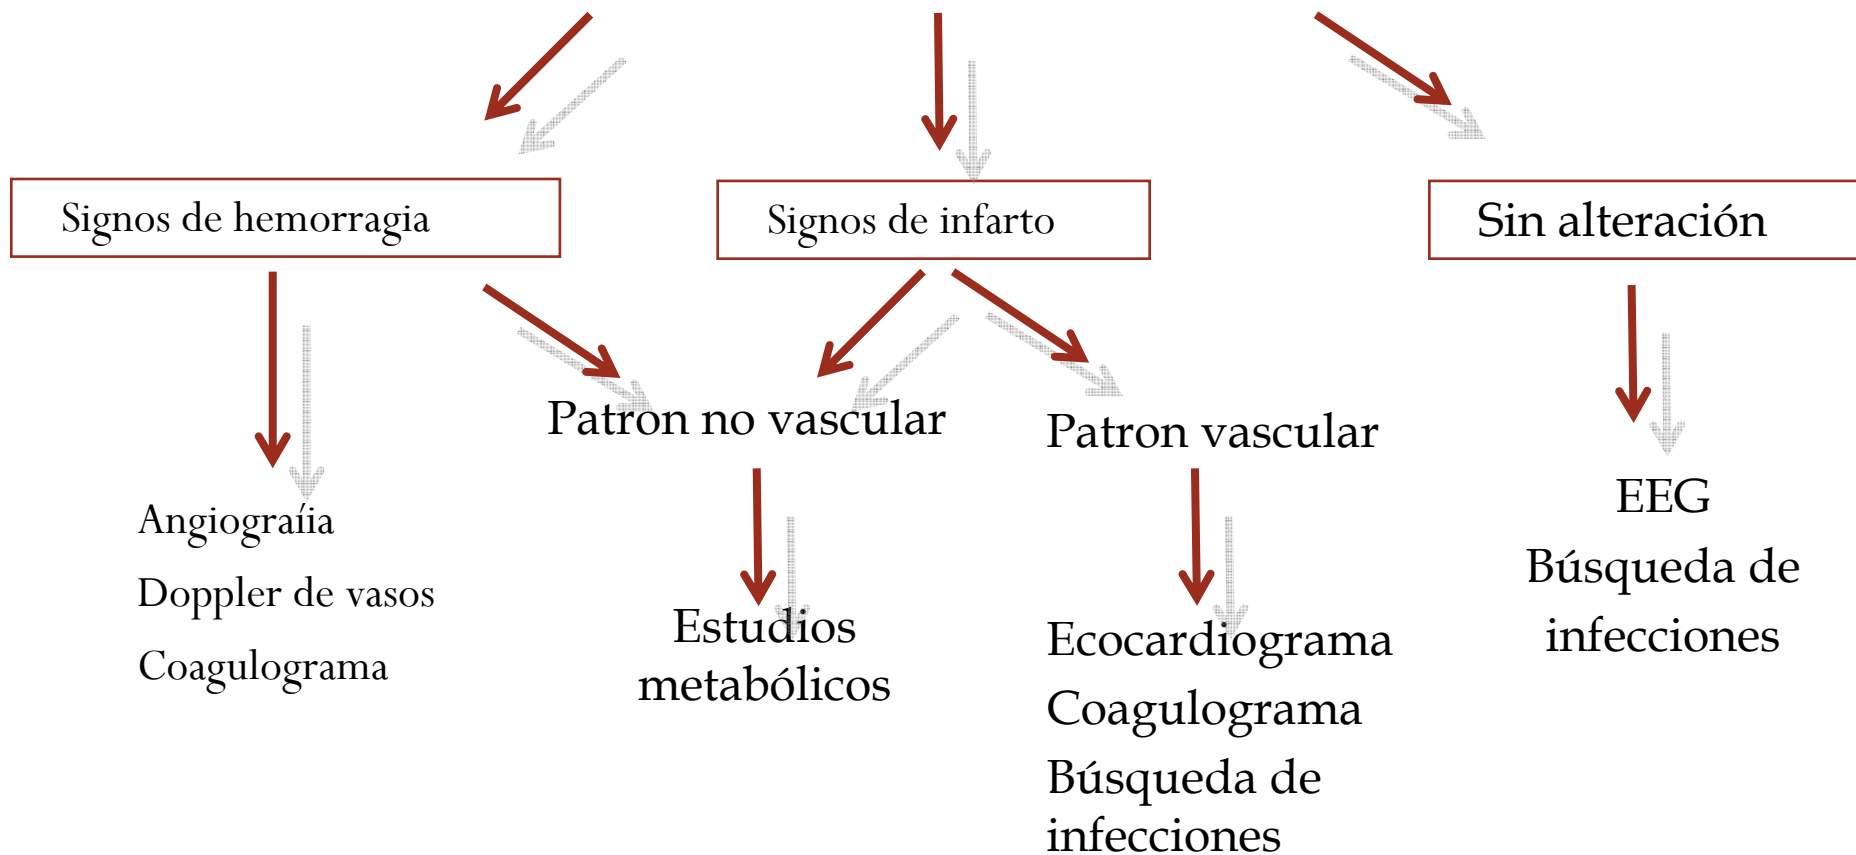 Signos de hemorragia
Signos de infarto
Sin alteración
Patron no vascular
Patron vascular
Angiograíia
Doppler de vasos
Coagulograma
Estudios
metabólicos
Ecocardiograma
Coagulograma
Búsqueda de
infecciones
EEG
Búsqueda de
infecciones